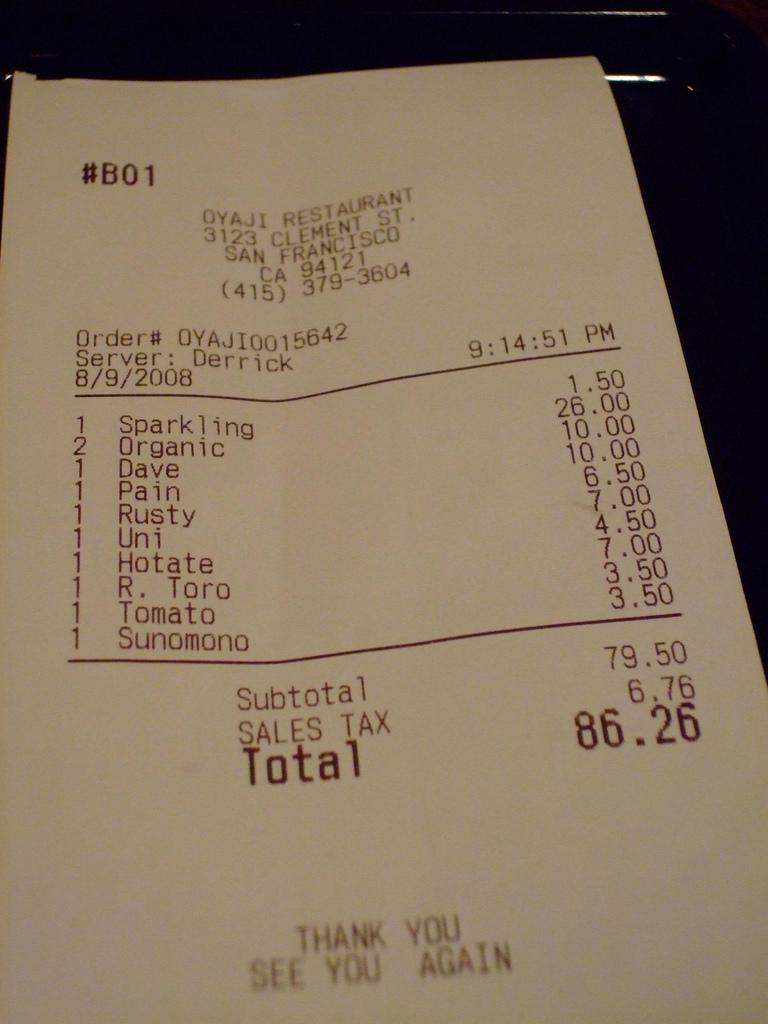 #B01
OYAJI RESTAURANT
3123 CLEMENT ST.
SAN FRANCISCO
CA 94121
(415) 379-3604
Order# OYAJI0015642
Server: Derrick
8/9/2008 9:14:51 PM
1 Sparkling 1.50
2 Organic 26.00
1 Dave 10.00
1 Pain 10.00
1 Rusty 6.50
1 Uni 7.00
1 Hotate 4.50
1 R. Toro 7.00
1 Tomato 3.50
1 Sunomono 3.50
Subtotal 79.50
SALES TAX 6.76
Total 86.26
THANK YOU
SEE YOU AGAIN